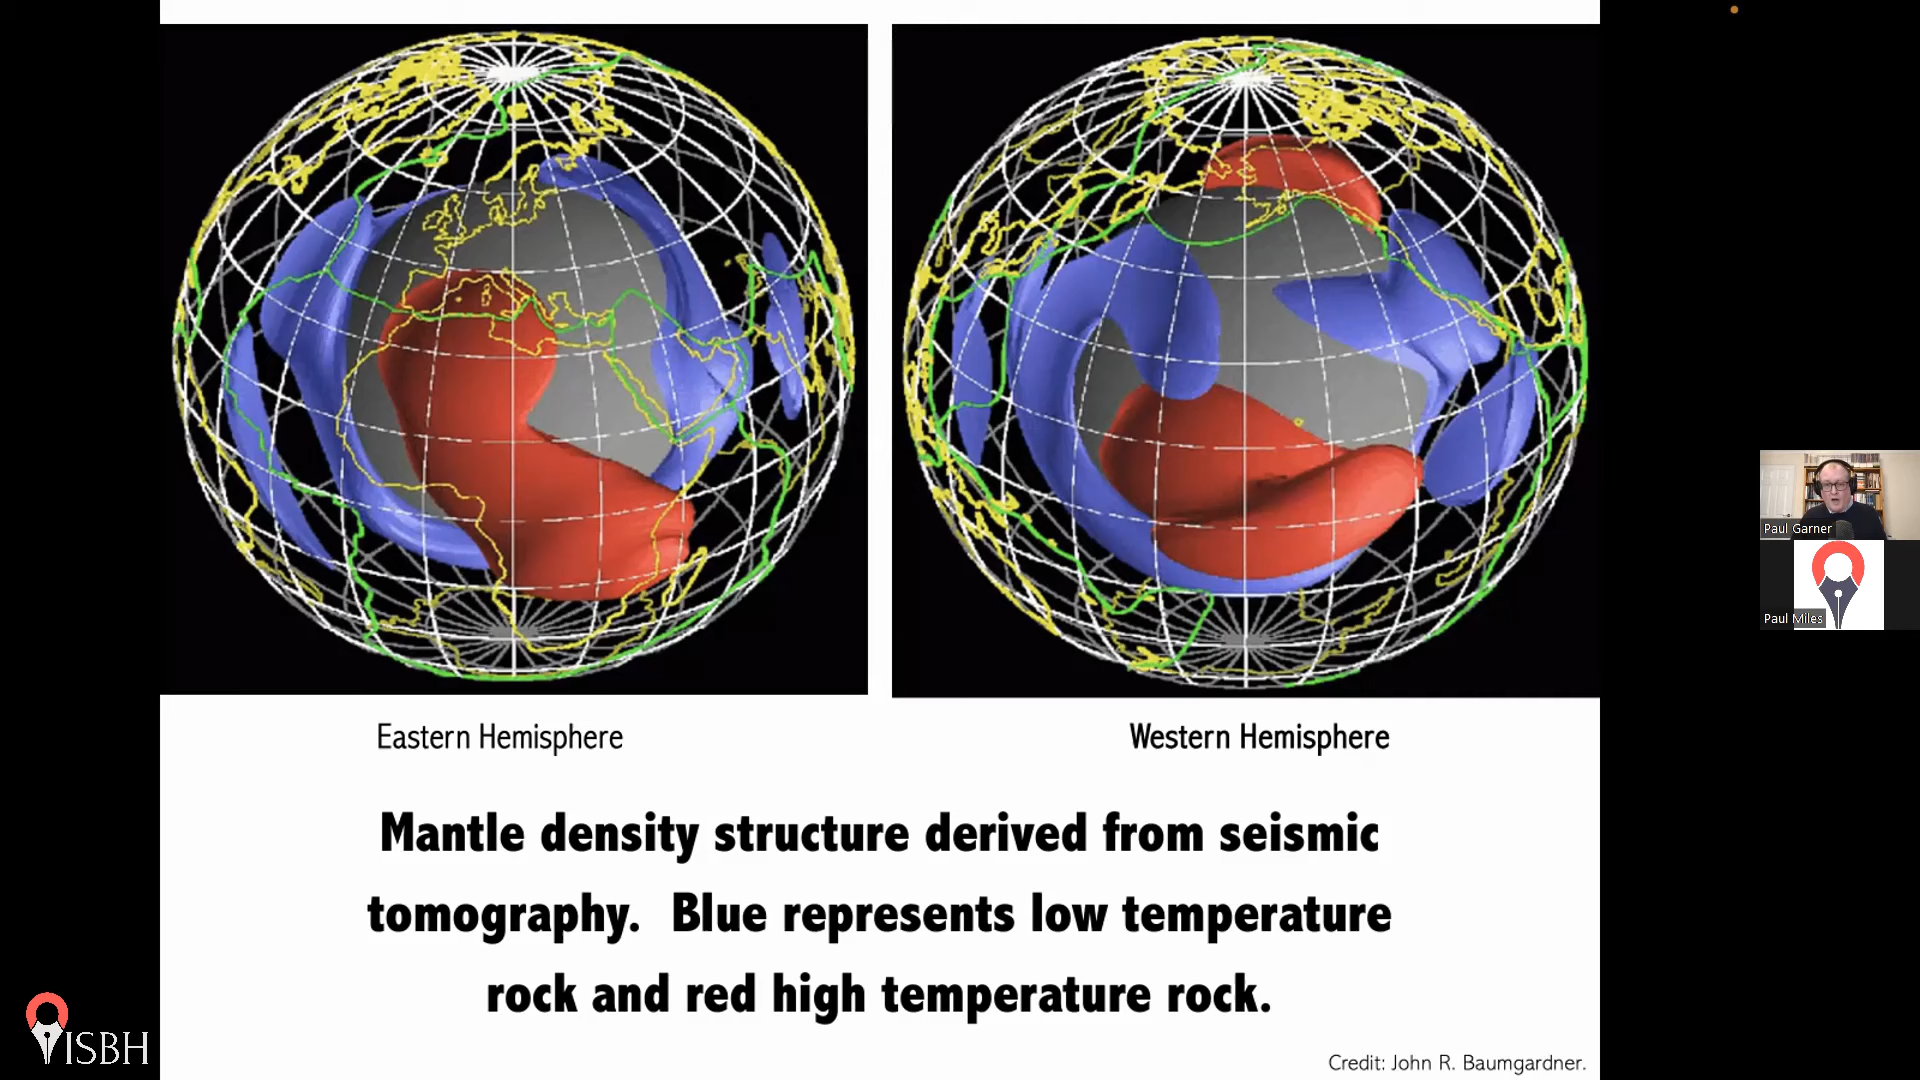 Eastern Hemisphere
Western Hemisphere
Mantle density structure derived from seismic
tomography. Blue represents low temperature
rock and red high temperature rock.
Credit: John R. Baumgardner.
Paul Garner
Paul Miles
ISBH